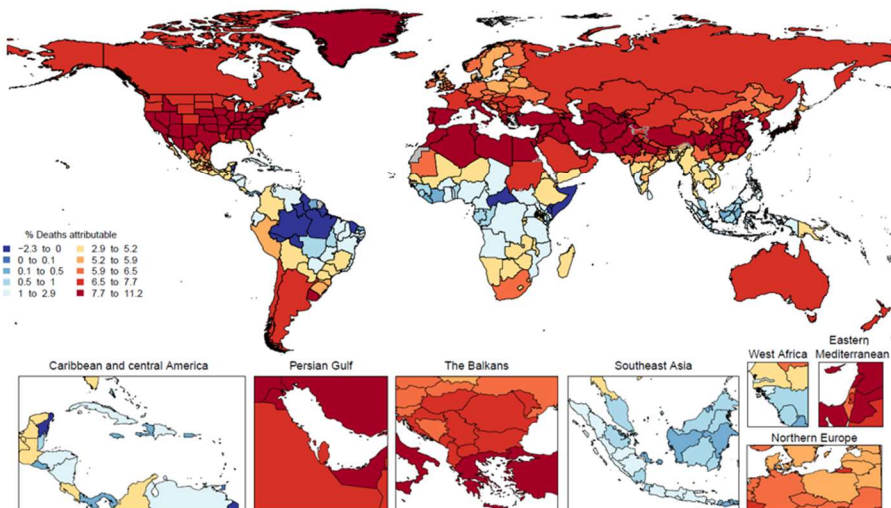 % Deaths attributable
−2.3 to 0
0 to 0.1
0.1 to 0.5
0.5 to 1
1 to 2.9
2.9 to 5.2
5.2 to 5.9
5.9 to 6.5
6.5 to 7.7
7.7 to 11.2
Caribbean and central America
Persian Gulf
The Balkans
Southeast Asia
West Africa
Eastern
Mediterranean
Northern Europe